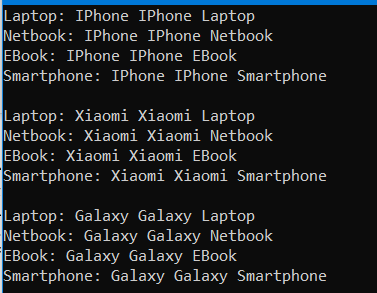 Laptop: IPhone IPhone Laptop
Netbook: IPhone IPhone Netbook
EBook: IPhone IPhone EBook
Smartphone: IPhone IPhone Smartphone

Laptop: Xiaomi Xiaomi Laptop
Netbook: Xiaomi Xiaomi Netbook
EBook: Xiaomi Xiaomi EBook
Smartphone: Xiaomi Xiaomi Smartphone

Laptop: Galaxy Galaxy Laptop
Netbook: Galaxy Galaxy Netbook
EBook: Galaxy Galaxy EBook
Smartphone: Galaxy Galaxy Smartphone